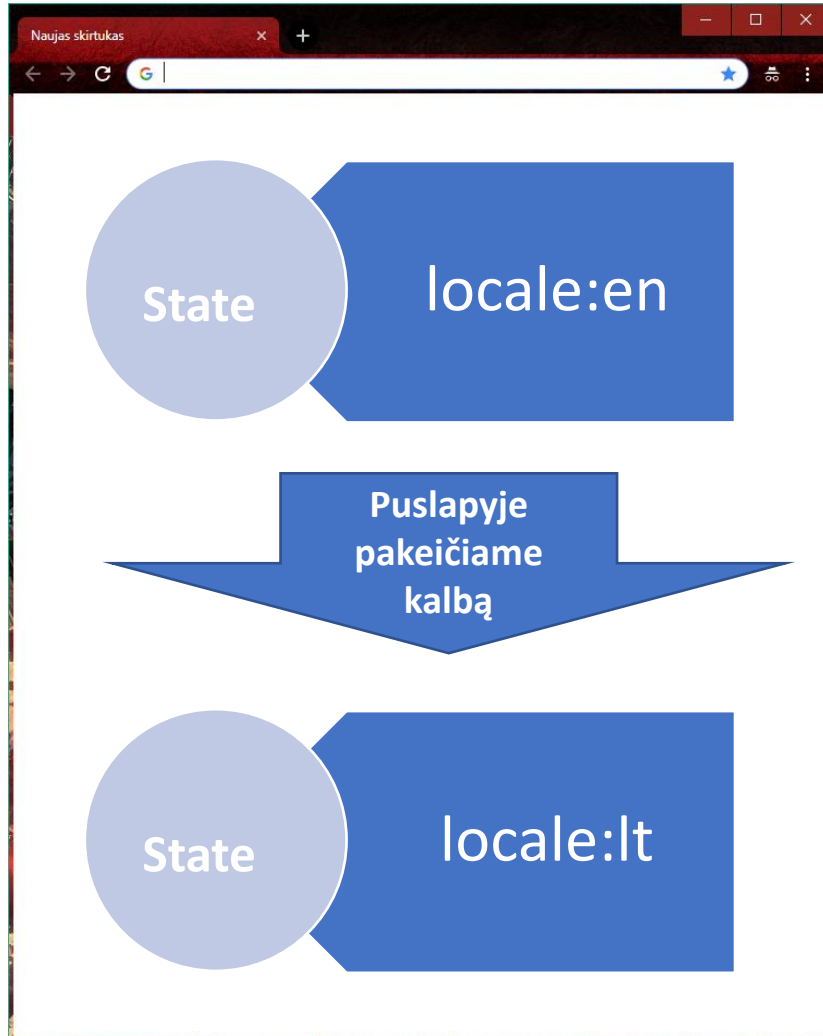 Naujas skirtukas
State
locale:en
Puslapyje
pakeičiame
kalbą
State
locale:lt